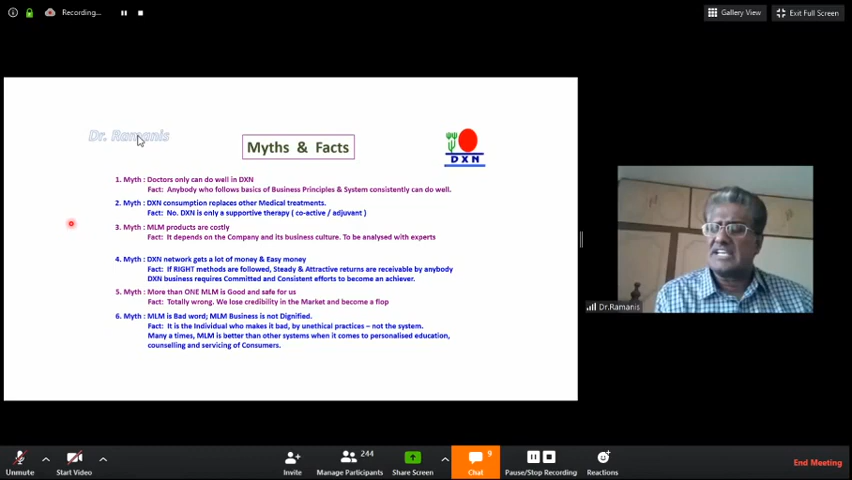 Recording...
Gallery View
Exit Full Screen
Dr. Ramanis
Myths & Facts
DXN
1. Myth : Doctors only can do well in DXN
Fact: Anybody who follows basics of Business Principles & System consistently can do well.
2. Myth : DXN consumption replaces other Medical treatments.
Fact: No. DXN is only a supportive therapy ( co-active / adjuvant )
3. Myth : MLM products are costly
Fact : It depends on the Company and its business culture. To be analysed with experts
4. Myth : DXN network gets a lot of money & Easy money
Fact: If RIGHT methods are followed, Steady & Attractive returns are receivable by anybody
DXN business requires Committed and Consistent efforts to become an achiever.
5. Myth : More than ONE MLM is Good and safe for us
Fact : Totally wrong. We lose credibility in the Market and become a flop
6. Myth : MLM is Bad word; MLM Business is not Dignified.
Fact: It is the Individual who makes it bad, by unethical practices – not the system.
Many a times, MLM is better than other systems when it comes to personalised education,
counselling and servicing of Consumers.
Dr.Ramanis
Unmute
Start Video
Invite
244
Manage Participants
Share Screen
9
Chat
Pause/Stop Recording
Reactions
End Meeting